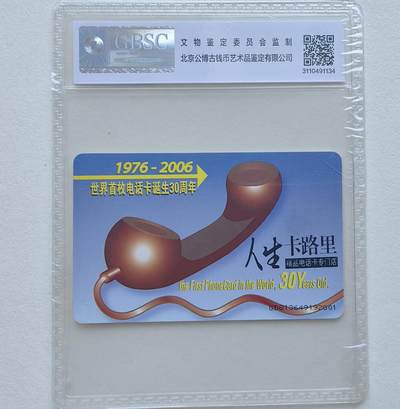 GBSC
文物鉴定委员会监制
北京公博古钱币艺术品鉴定有限公司
3110491134
1976 - 2006
世界首枚电话卡诞生30周年
人生卡路里
精品电话卡专门店
The First PhoneCard in the World, 30 Years Old.